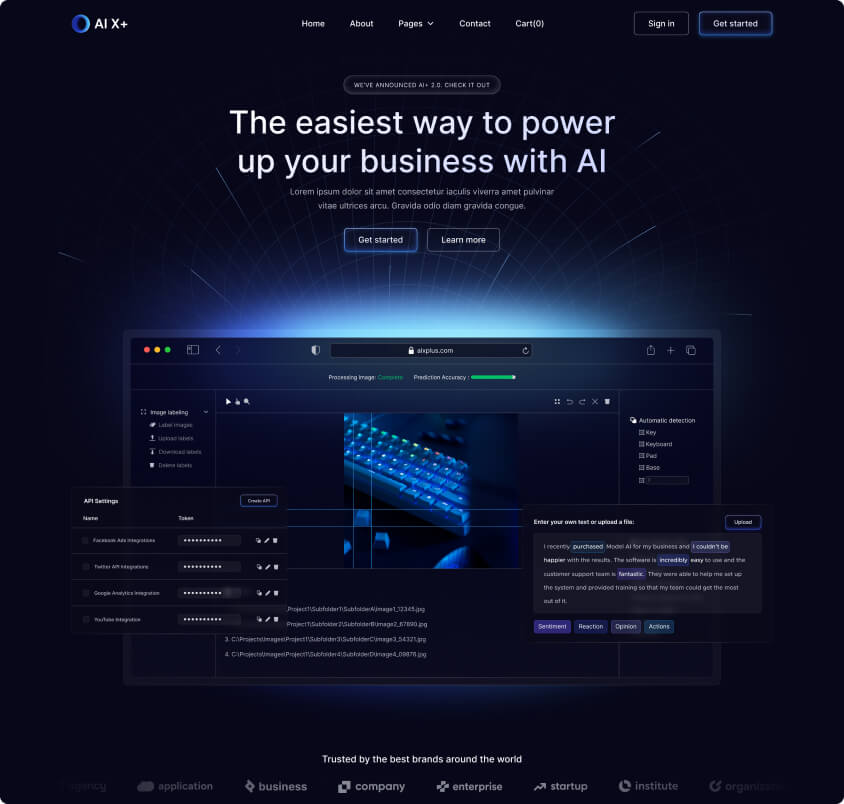 AI X+
Home About Pages Contact Cart(0)
Sign in Get started
WE'VE ANNOUNCED AI+ 2.0. CHECK IT OUT
The easiest way to power
up your business with AI
Lorem ipsum dolor sit amet consectetur iaculis viverra amet pulvinar
vitae ultrices arcu. Gravida odio diam gravida congue.
Get started Learn more
aixplus.com
Processing Image: Complete Prediction Accuracy :
Image labeling
Label images
Upload labels
Download labels
Delete labels
Automatic detection
Key
Keyboard
Pad
Base
API Settings
Create API
Name Token
Facebook Ads Integrations
Twitter API Integrations
Google Analytics Integration
YouTube Integration
Enter your own test or upload a file:
Upload
I recently purchased Model AI for my business and I couldn't be
happier with the results. The software is incredibly easy to use and the
customer support team is fantastic. They were able to help me set up
the system and provided training so that my team could get the most
out of it.
Sentiment Reaction Opinion Actions
\Project1\Subfolder1\SubfolderA\image1_12345.jpg
\Project1\Subfolder2\SubfolderB\image2_67890.jpg
3. C:\Projects\Images\Project1\Subfolder3\SubfolderC\image3_54321.jpg
4. C:\Projects\Images\Project1\Subfolder4\SubfolderD\image4_09876.jpg
Trusted by the best brands around the world
agency application business company enterprise startup institute organiza